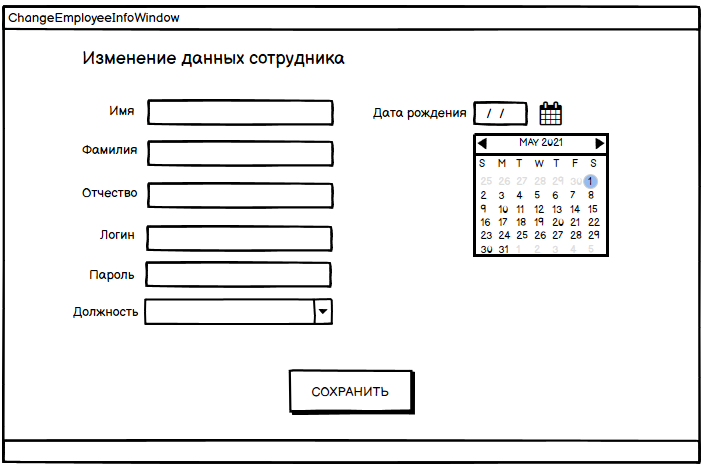 ChangeEmployeeInfoWindow
Изменение данных сотрудника
Имя
Дата рождения / /
Фамилия
Отчество
Логин
Пароль
Должность
MAY 2021
S M T W T F S
25 26 27 28 29 30 1
2 3 4 5 6 7 8
9 10 11 12 13 14 15
16 17 18 19 20 21 22
23 24 25 26 27 28 29
30 31 1 2 3 4 5
СОХРАНИТЬ